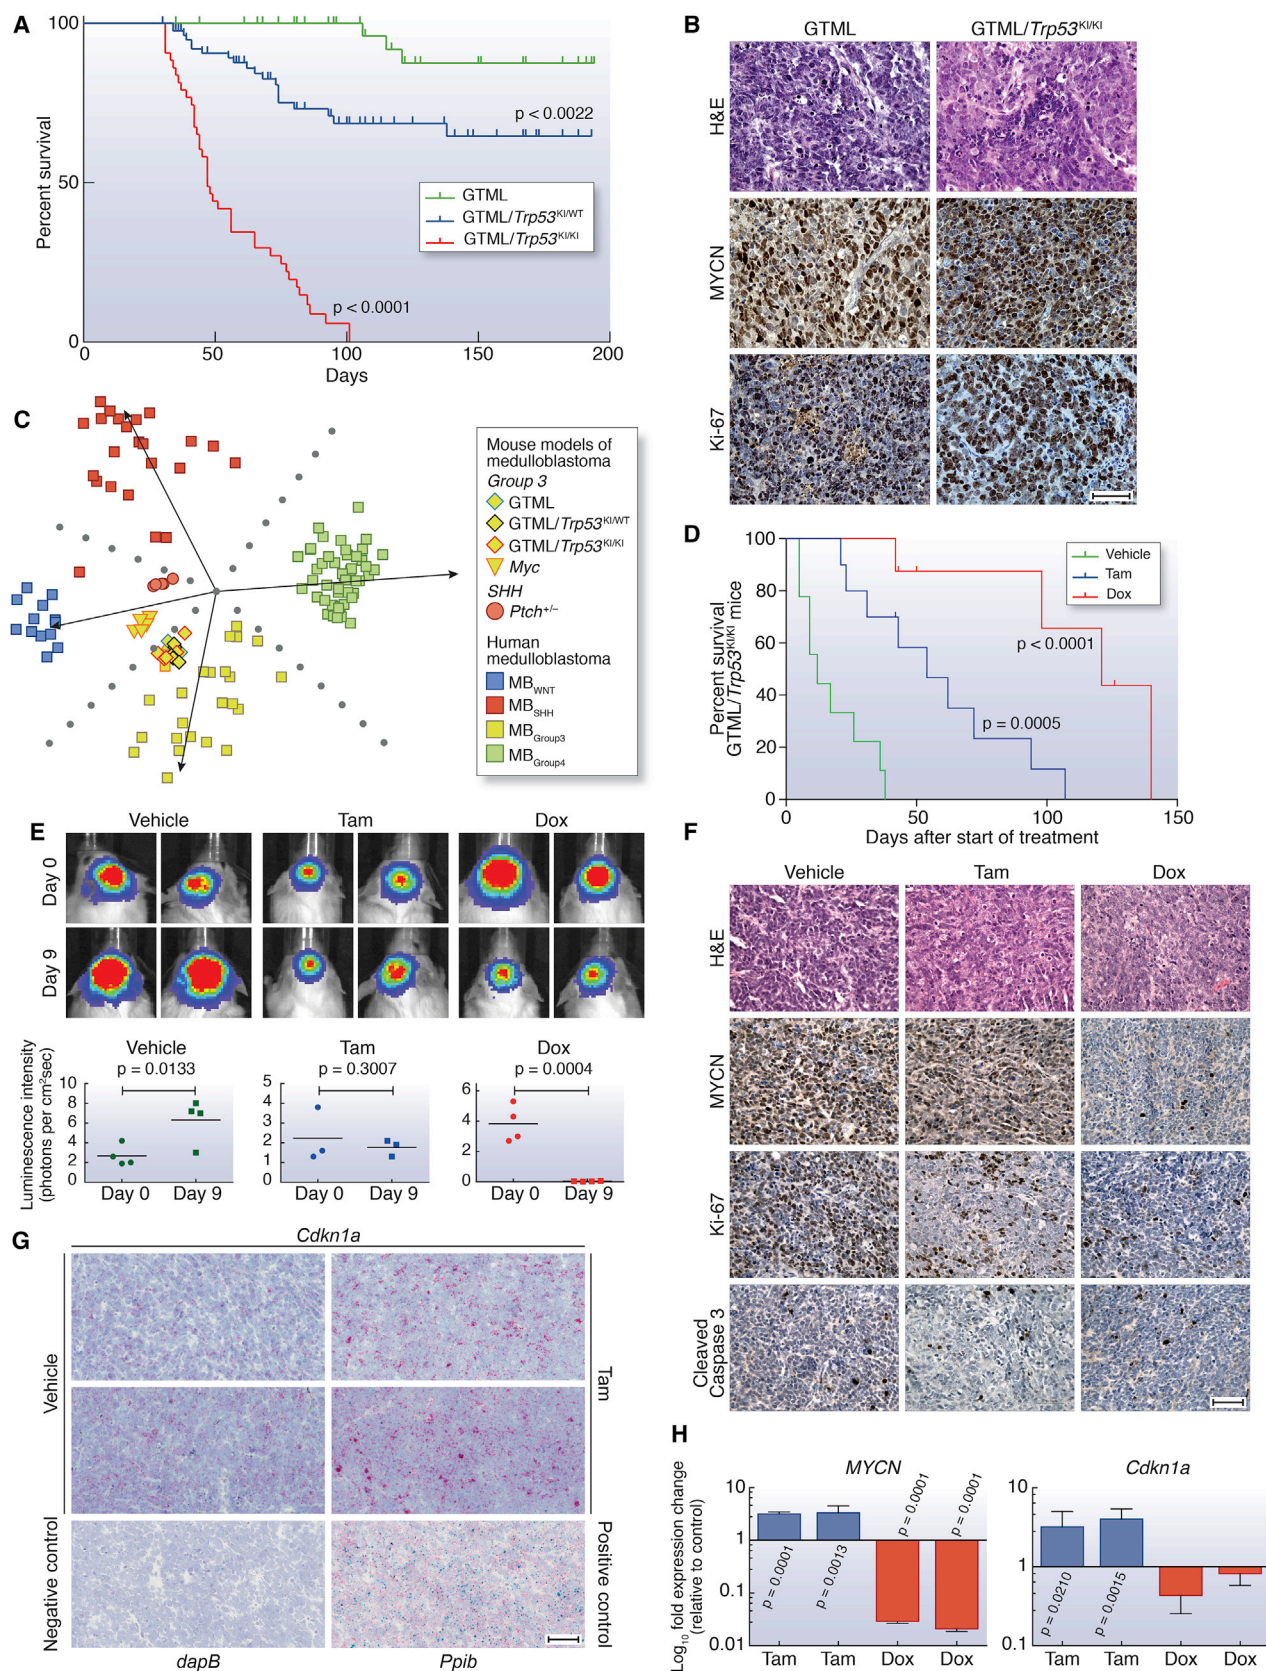 A
Percent survival
100
50
0
0 50 100 150 200
Days
p < 0.0022
p < 0.0001
GTML
GTML/Trp53KI/WT
GTML/Trp53KI/KI
B
GTML GTML/Trp53KI/KI
H&E
MYCN
Ki-67
C
Mouse models of
medulloblastoma
Group 3
GTML
GTML/Trp53KI/WT
GTML/Trp53KI/KI
Myc
SHH
Ptch+/–
Human
medulloblastoma
MBWNT
MBSHH
MBGroup3
MBGroup4
D
Percent survival
GTML/Trp53KI/KI mice
100
80
60
40
20
0
0 50 100 150
Days after start of treatment
Vehicle
Tam
Dox
p < 0.0001
p = 0.0005
E
Vehicle Tam Dox
Day 0
Day 9
Luminescence intensity
(photons per cm2sec)
Vehicle
p = 0.0133
10
8
6
4
2
0
Day 0 Day 9
Tam
p = 0.3007
5
4
3
2
1
0
Day 0 Day 9
Dox
p = 0.0004
6
4
2
0
Day 0 Day 9
F
Vehicle Tam Dox
H&E
MYCN
Ki-67
Cleaved
Caspase 3
G
Cdkn1a
Vehicle
Tam
Negative control
Positive control
dapB Ppib
H
Log10 fold expression change
(relative to control)
MYCN
10
1
0.1
0.01
p = 0.0001
p = 0.0013
p = 0.0001
p = 0.0001
Tam Tam Dox Dox
Cdkn1a
10
1
0.1
p = 0.0210
p = 0.0015
Tam Tam Dox Dox